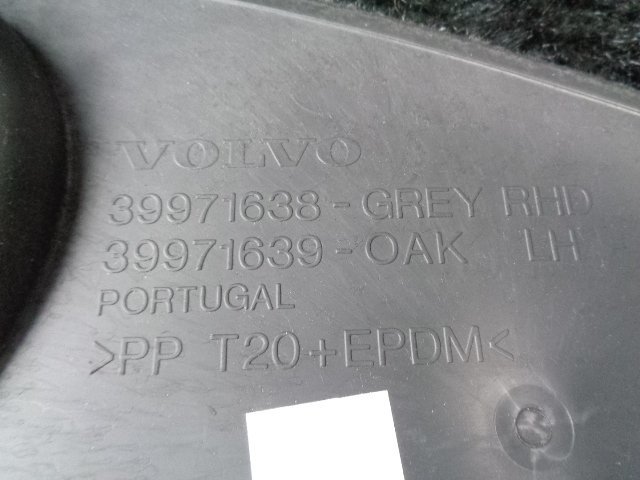 VOLVO
39971638-GREY RHD
39971639-OAK LH
PORTUGAL
>PP T20+EPDM<
C